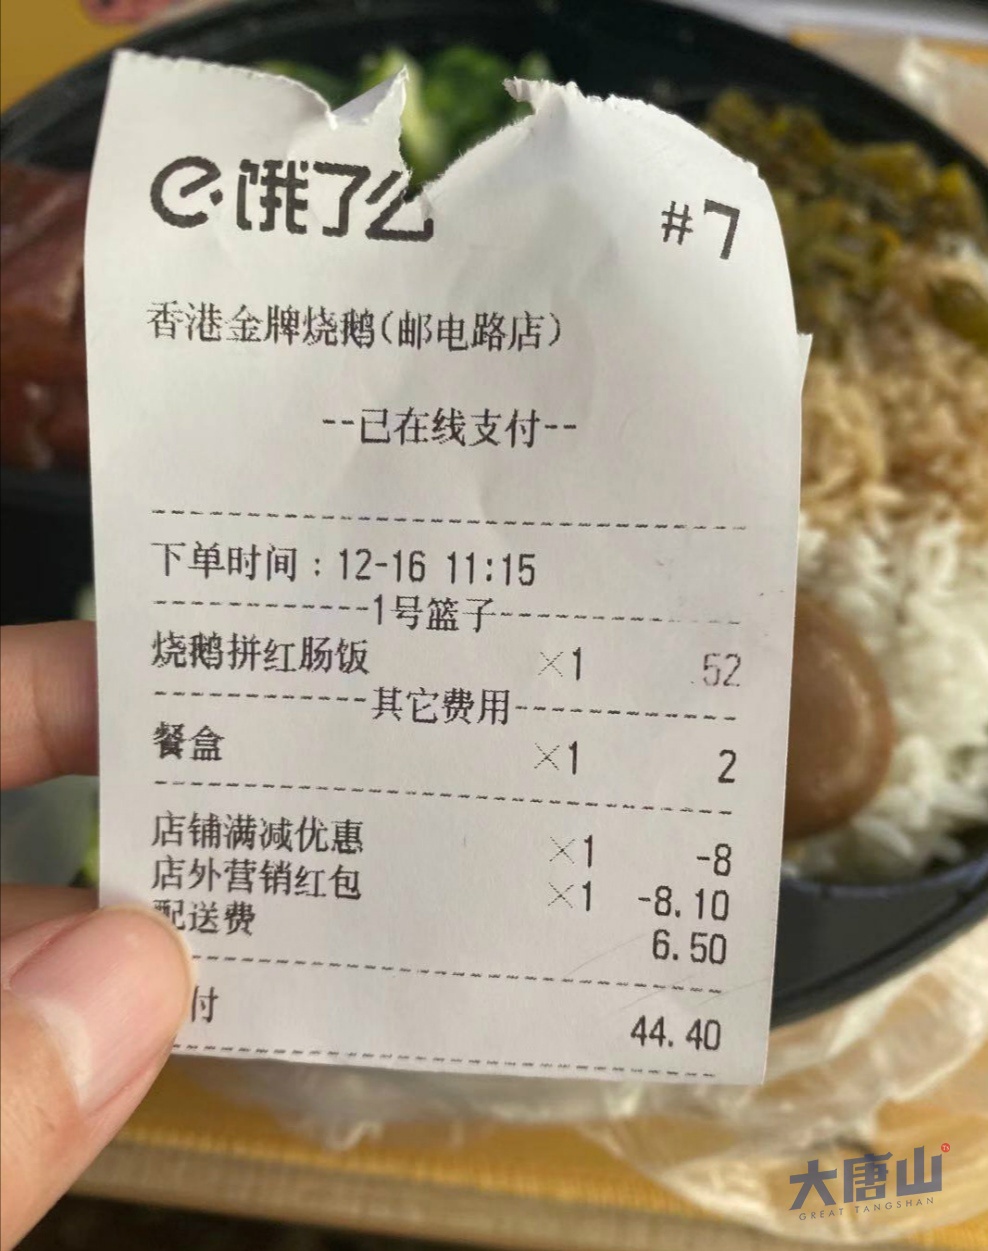 饿了么 #7
香港金牌烧鹅(邮电路店)
--已在线支付--
下单时间:12-16 11:15
1号篮子
烧鹅拼红肠饭 ×1 52
其它费用
餐盒 ×1 2
店铺满减优惠 ×1 -8
店外营销红包 ×1 -8.10
配送费 6.50
付 44.40
大唐山
GREAT TANGSHAN